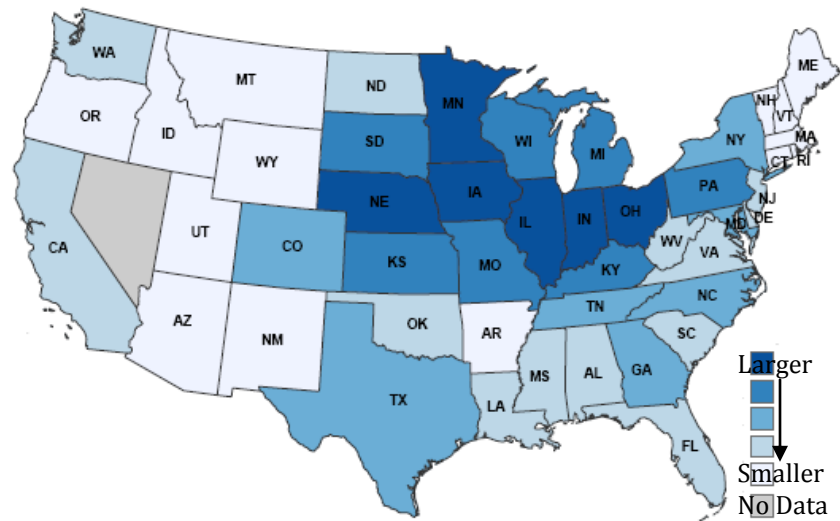 WA
MT
ND
MN
ME
OR
ID
SD
WI
MI
NY
NH
VT
MA
CT
RI
WY
NE
IA
PA
NJ
CA
UT
CO
IL
IN
OH
MD
DE
WV
VA
KS
MO
KY
NC
AZ
NM
OK
AR
TN
SC
TX
LA
MS
AL
GA
FL
Larger
Smaller
No Data